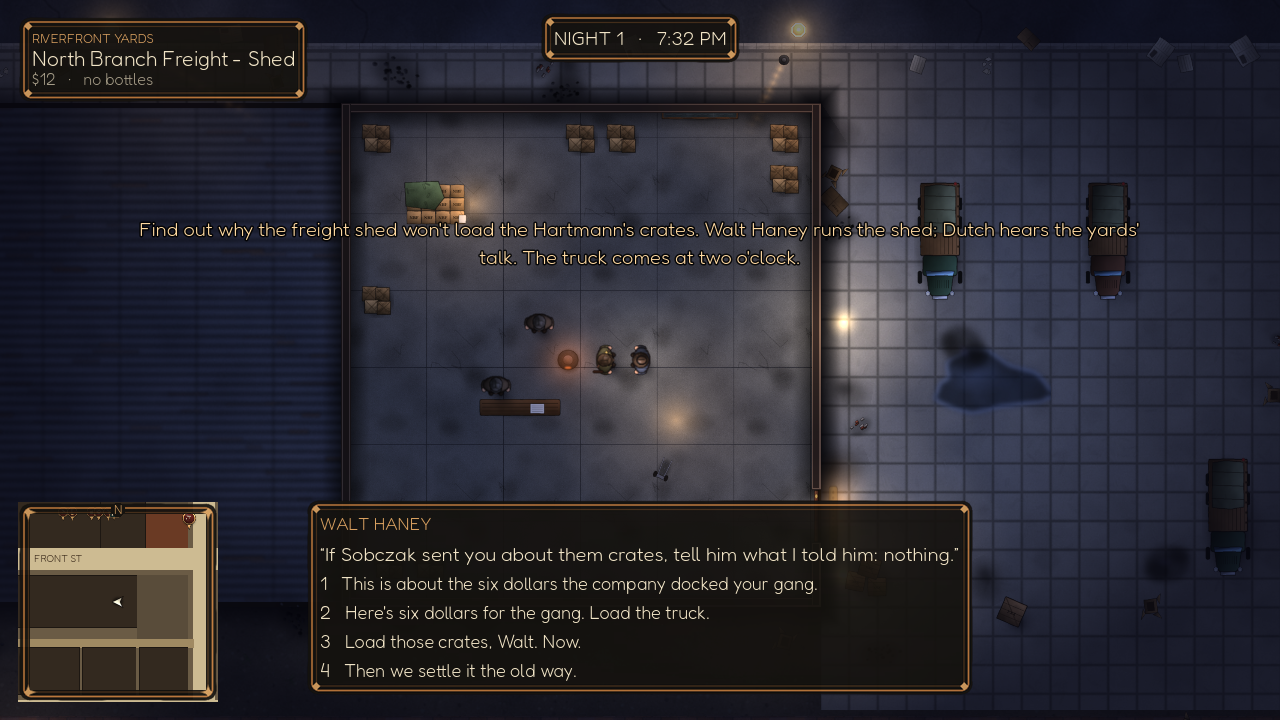 RIVERFRONT YARDS
North Branch Freight - Shed
$12 · no bottles
NIGHT 1 · 7:32 PM
Find out why the freight shed won't load the Hartmann's crates. Walt Haney runs the shed; Dutch hears the yards'
talk. The truck comes at two o'clock.
N
FRONT ST
WALT HANEY
"If Sobczak sent you about them crates, tell him what I told him: nothing."
1 This is about the six dollars the company docked your gang.
2 Here's six dollars for the gang. Load the truck.
3 Load those crates, Walt. Now.
4 Then we settle it the old way.